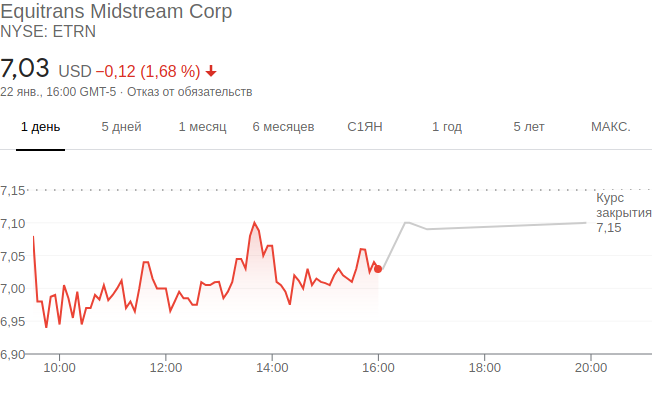 Equitrans Midstream Corp
NYSE: ETRN
7,03 USD −0,12 (1,68 %)
22 янв., 16:00 GMT-5 · Отказ от обязательств
1 день 5 дней 1 месяц 6 месяцев С1ЯН 1 год 5 лет МАКС.
7,15
Курс
закрытия
7,15
7,10
7,05
7,00
6,95
6,90
10:00 12:00 14:00 16:00 18:00 20:00